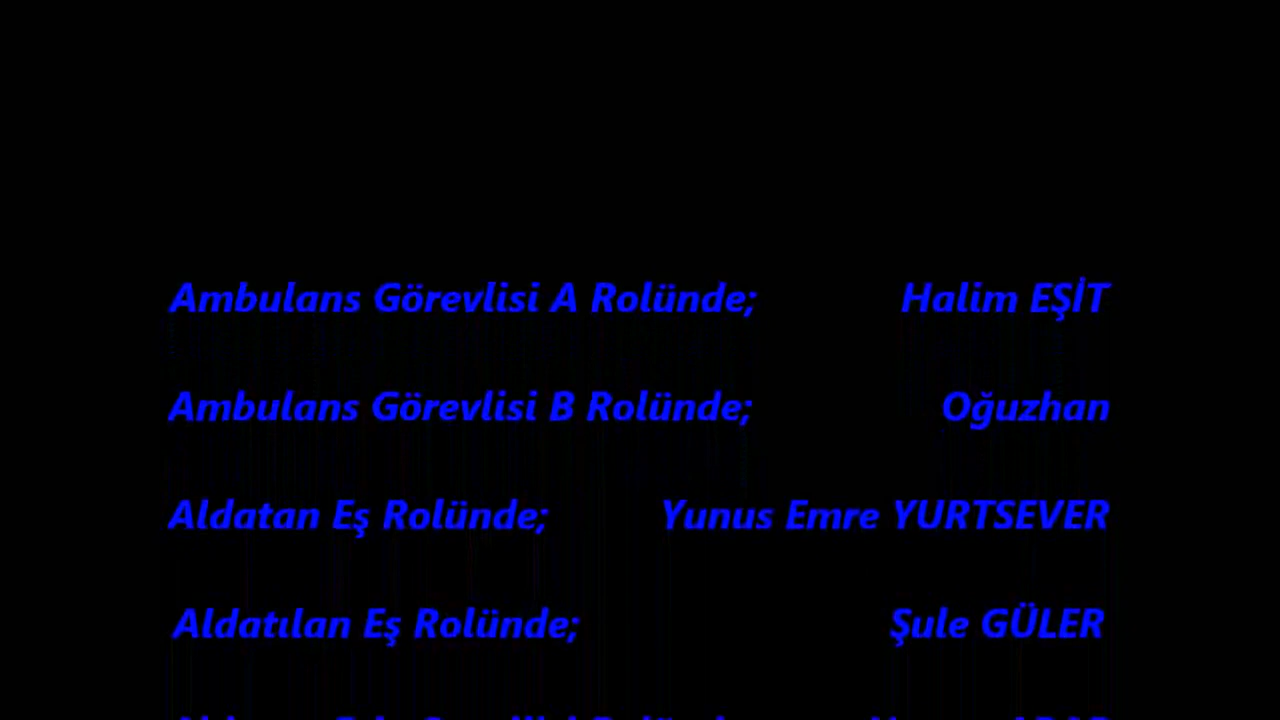 Ambulans Görevlisi A Rolünde; Halim EŞİT
Ambulans Görevlisi B Rolünde; Oğuzhan
Aldatan Eş Rolünde; Yunus Emre YURTSEVER
Aldatılan Eş Rolünde; Şule GÜLER